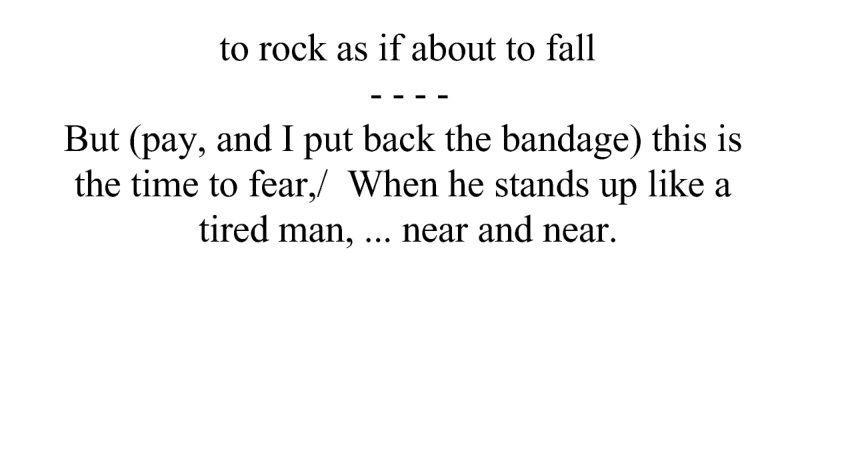 to rock as if about to fall
- - - -
But (pay, and I put back the bandage) this is
the time to fear,/  When he stands up like a
tired man, ... near and near.